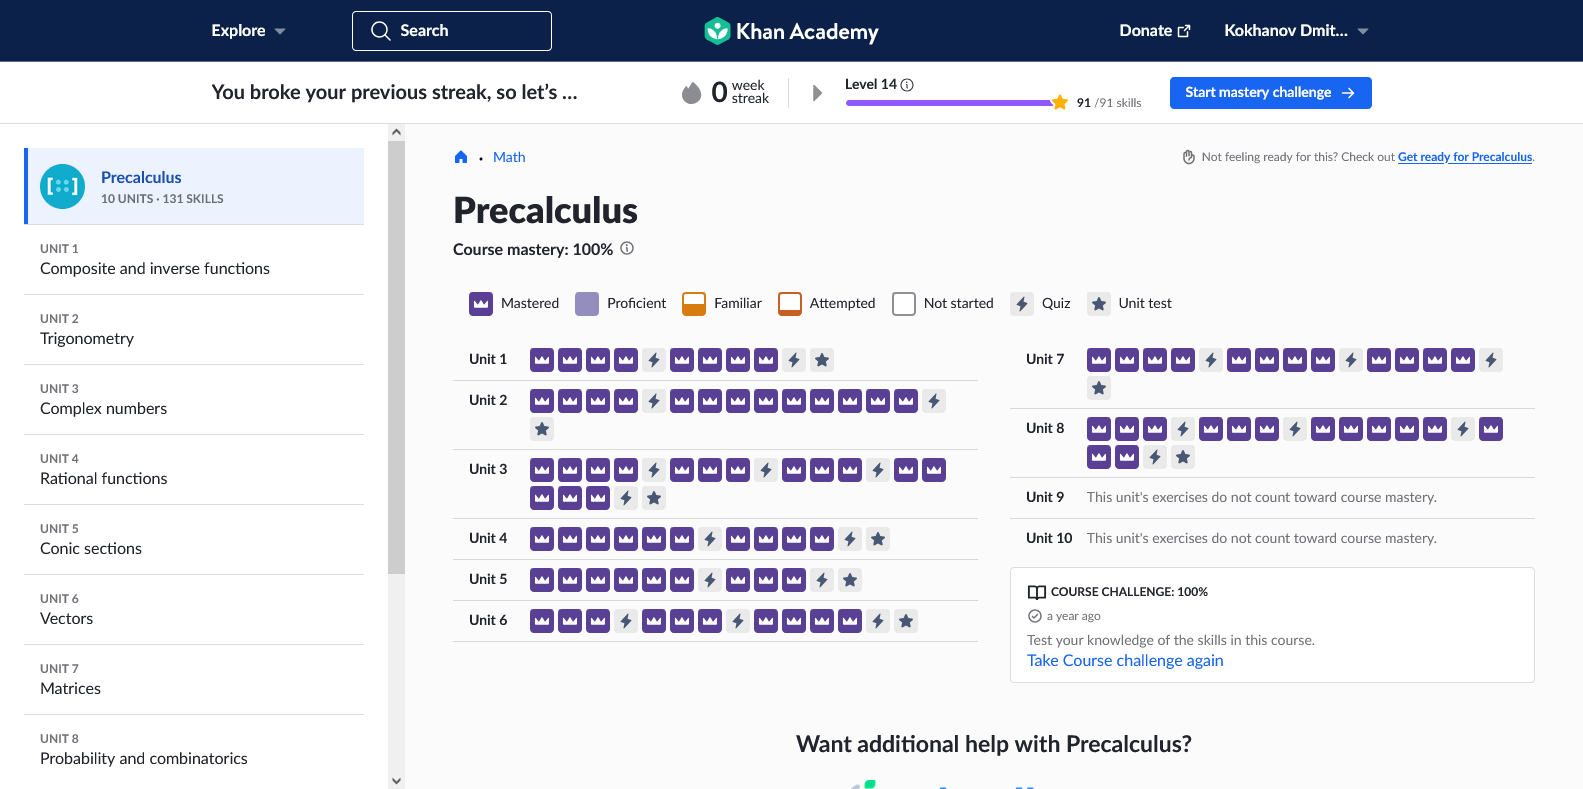 Explore
Search
Khan Academy
Donate
Kokhanov Dmit...
You broke your previous streak, so let's ...
0 week streak
Level 14
91 /91 skills
Start mastery challenge
Precalculus
10 UNITS · 131 SKILLS
UNIT 1
Composite and inverse functions
UNIT 2
Trigonometry
UNIT 3
Complex numbers
UNIT 4
Rational functions
UNIT 5
Conic sections
UNIT 6
Vectors
UNIT 7
Matrices
UNIT 8
Probability and combinatorics
Math
Not feeling ready for this? Check out Get ready for Precalculus.
Precalculus
Course mastery: 100%
Mastered
Proficient
Familiar
Attempted
Not started
Quiz
Unit test
Unit 1
Unit 2
Unit 3
Unit 4
Unit 5
Unit 6
Unit 7
Unit 8
Unit 9 This unit's exercises do not count toward course mastery.
Unit 10 This unit's exercises do not count toward course mastery.
COURSE CHALLENGE: 100%
a year ago
Test your knowledge of the skills in this course.
Take Course challenge again
Want additional help with Precalculus?